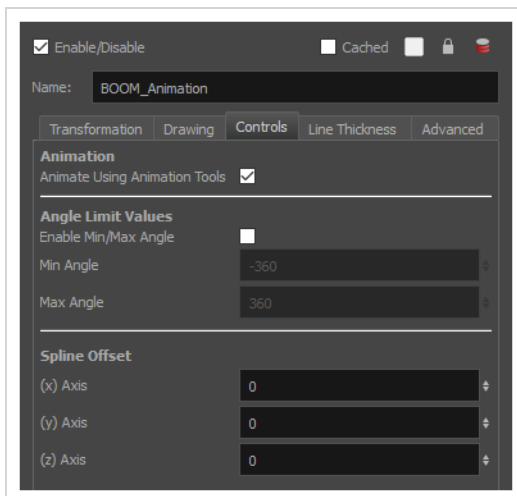 Enable/Disable Cached
Name: BOOM_Animation
Transformation Drawing Controls Line Thickness Advanced
Animation
Animate Using Animation Tools
Angle Limit Values
Enable Min/Max Angle
Min Angle -360
Max Angle 360
Spline Offset
(x) Axis 0
(y) Axis 0
(z) Axis 0